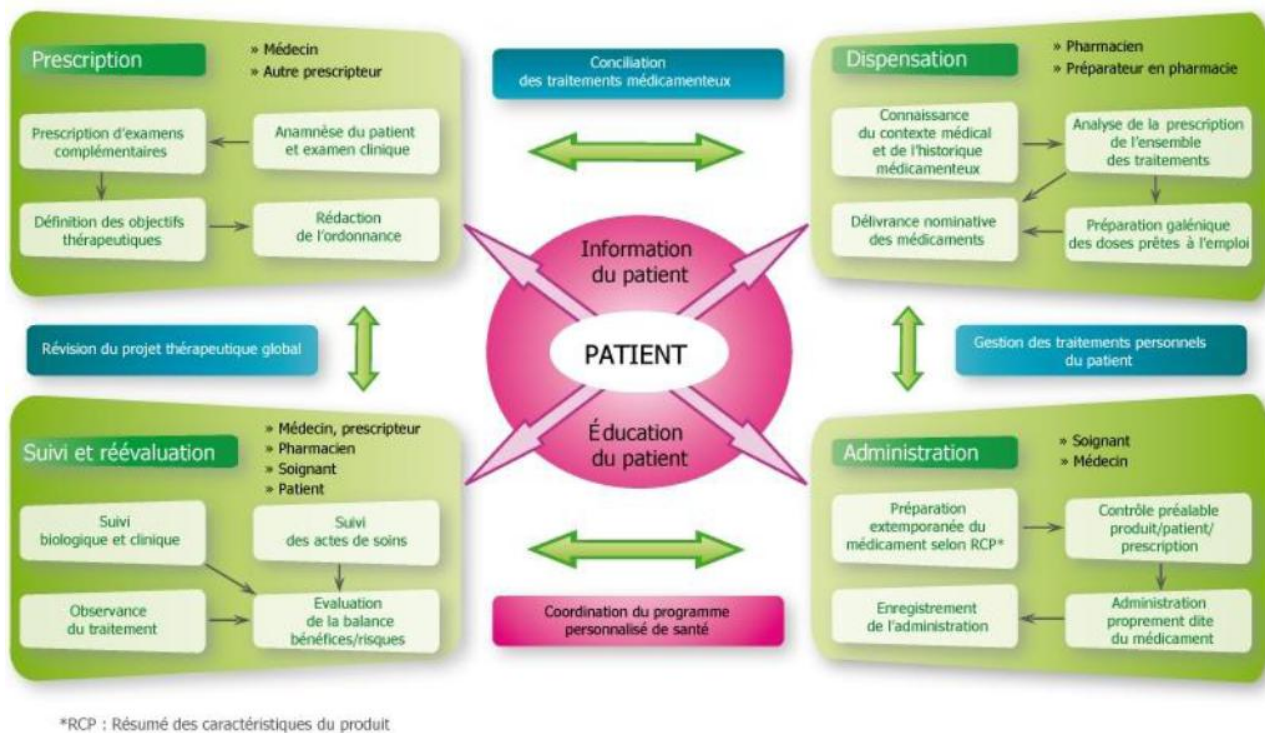 Prescription
» Médecin
» Autre prescripteur
Prescription d'examens
complémentaires
Anamnèse du patient
et examen clinique
Définition des objectifs
thérapeutiques
Rédaction
de l'ordonnance
Conciliation
des traitements médicamenteux
Dispensation
» Pharmacien
» Préparateur en pharmacie
Connaissance
du contexte médical
et de l'historique
médicamenteux
Analyse de la prescription
de l'ensemble
des traitements
Délivrance nominative
des médicaments
Préparation galénique
des doses prêtes à l'emploi
Information
du patient
PATIENT
Éducation
du patient
Révision du projet thérapeutique global
Gestion des traitements personnels
du patient
Suivi et réévaluation
» Médecin, prescripteur
» Pharmacien
» Soignant
» Patient
Suivi
biologique et clinique
Suivi
des actes de soins
Observance
du traitement
Evaluation
de la balance
bénéfices/risques
Coordination du programme
personnalisé de santé
Administration
» Soignant
» Médecin
Préparation
extemporanée du
médicament selon RCP*
Contrôle préalable
produit/patient/
prescription
Enregistrement
de l'administration
Administration
proprement dite
du médicament
*RCP : Résumé des caractéristiques du produit